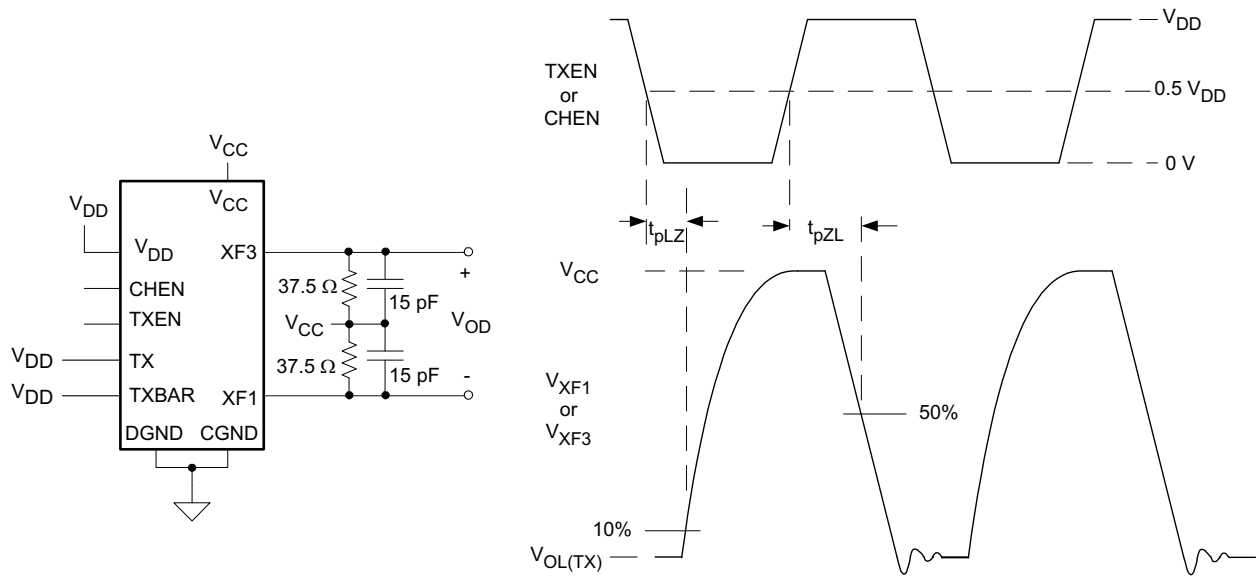 VCC
VCC
VDD
VDD
XF3
CHEN
TXEN
VDD
TX
VDD
TXBAR
XF1
DGND
CGND
37.5 Ω
15 pF
VCC
37.5 Ω
15 pF
+
VOD
-
TXEN
or
CHEN
VDD
0.5 VDD
0 V
tpLZ
tpZL
VCC
VXF1
or
VXF3
50%
10%
VOL(TX)